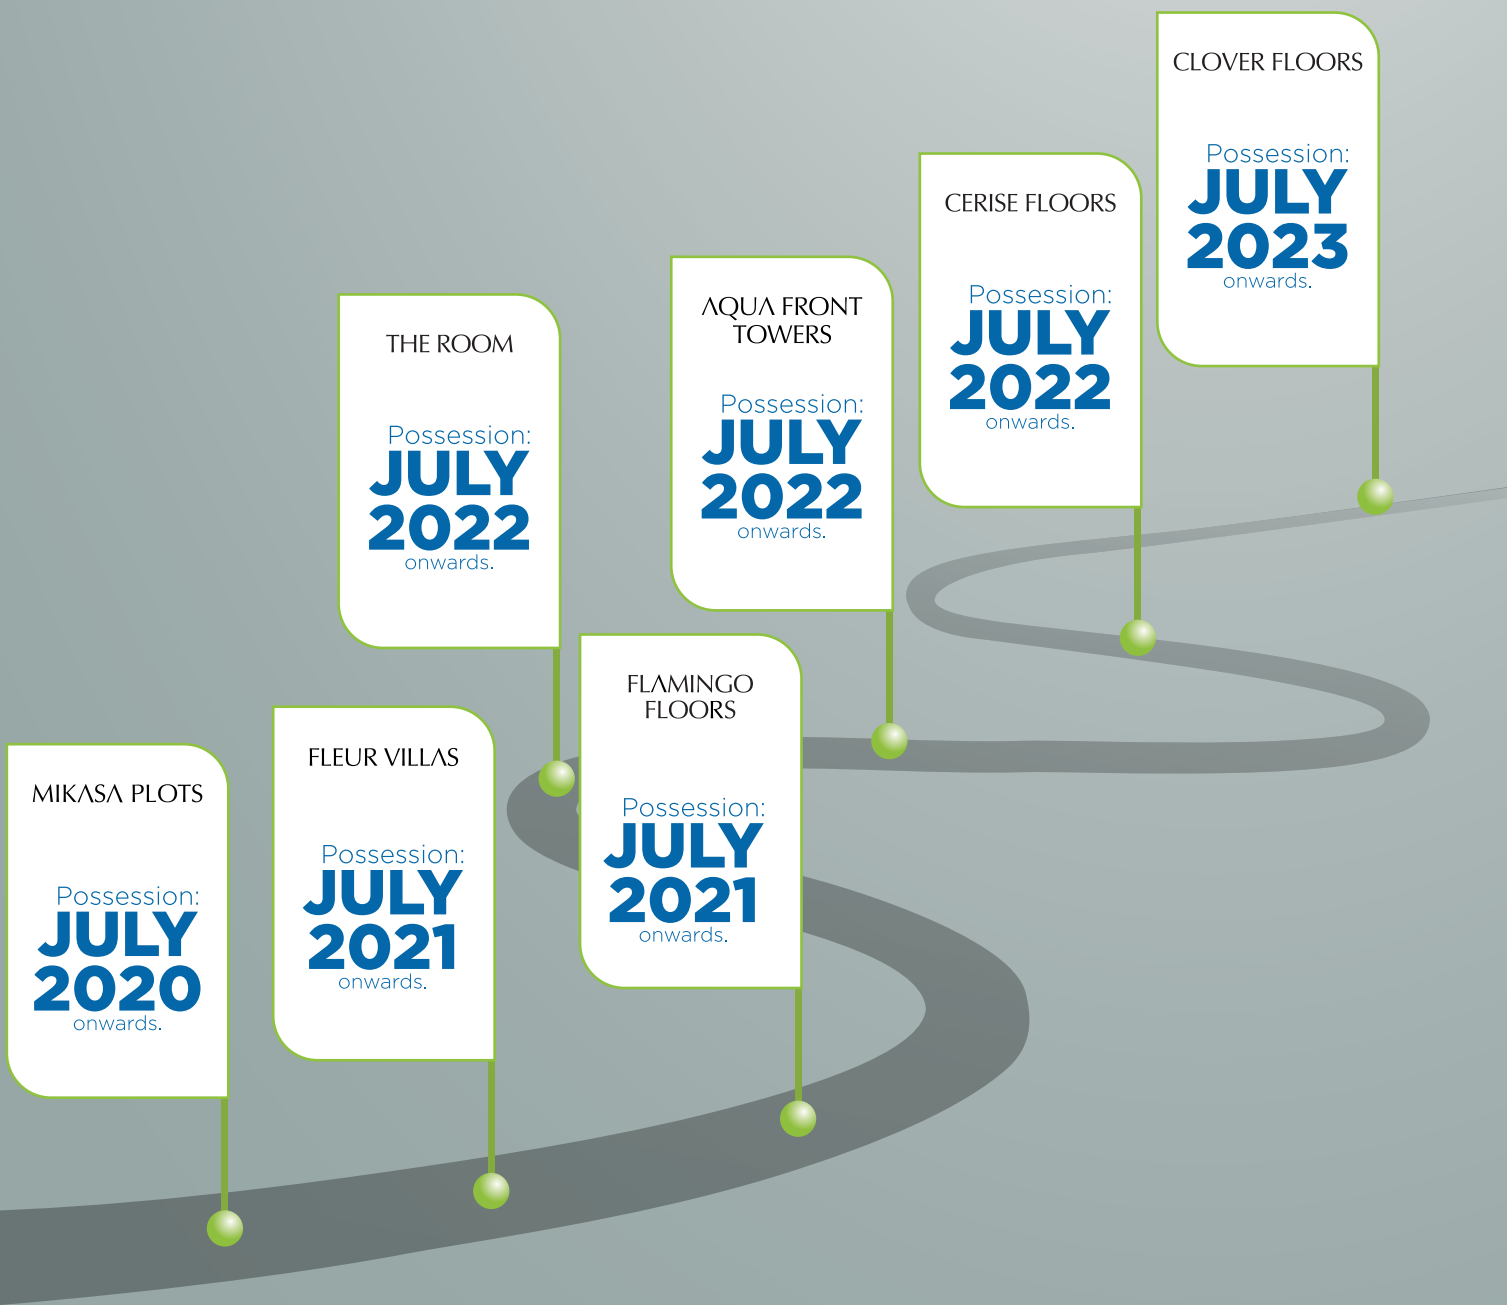 CLOVER FLOORS
Possession:
JULY
2023
onwards.
CERISE FLOORS
Possession:
JULY
2022
onwards.
AQUA FRONT
TOWERS
Possession:
JULY
2022
onwards.
THE ROOM
Possession:
JULY
2022
onwards.
FLAMINGO
FLOORS
Possession:
JULY
2021
onwards.
FLEUR VILLAS
Possession:
JULY
2021
onwards.
MIKASA PLOTS
Possession:
JULY
2020
onwards.